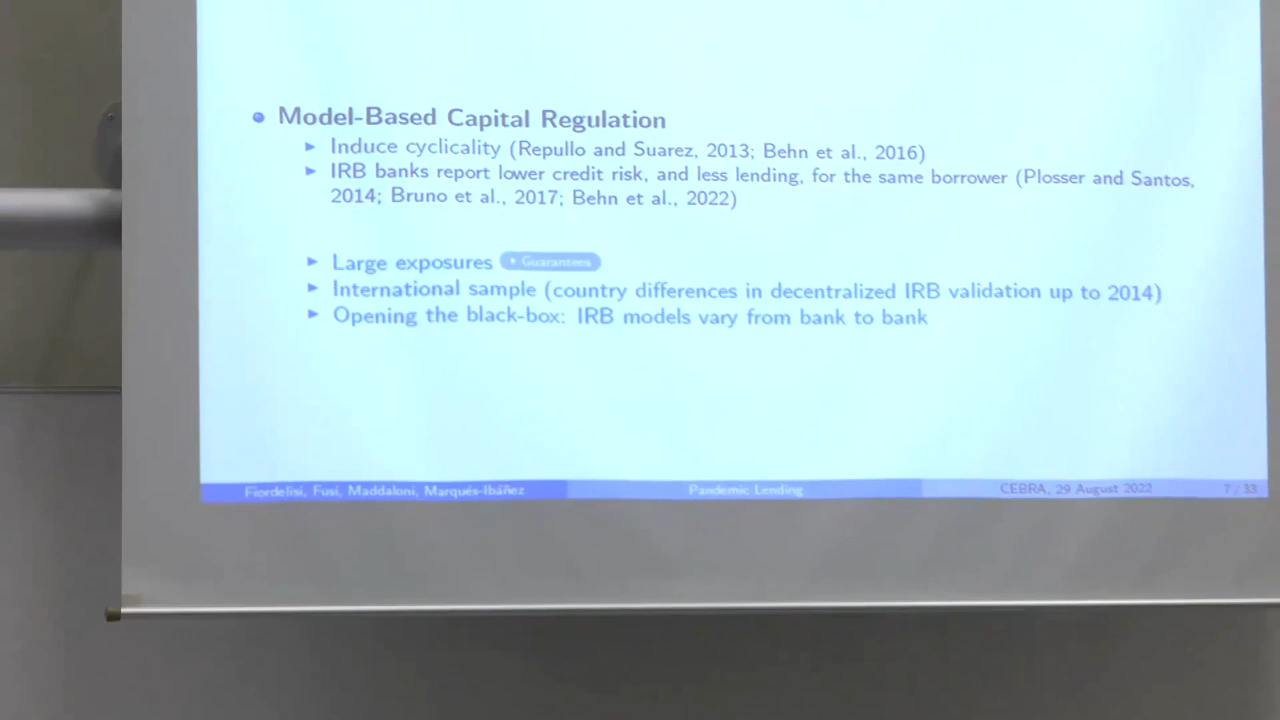 Model-Based Capital Regulation
Induce cyclicality (Repullo and Suarez, 2013; Behn et al., 2016)
IRB banks report lower credit risk, and less lending, for the same borrower (Plosser and Santos,
2014; Bruno et al., 2017; Behn et al., 2022)
Large exposures Guarantees
International sample (country differences in decentralized IRB validation up to 2014)
Opening the black-box: IRB models vary from bank to bank
Fiordelisi, Fusi, Maddaloni, Marqués-Ibáñez Pandemic Lending CEBRA, 29 August 2022 7 / 33